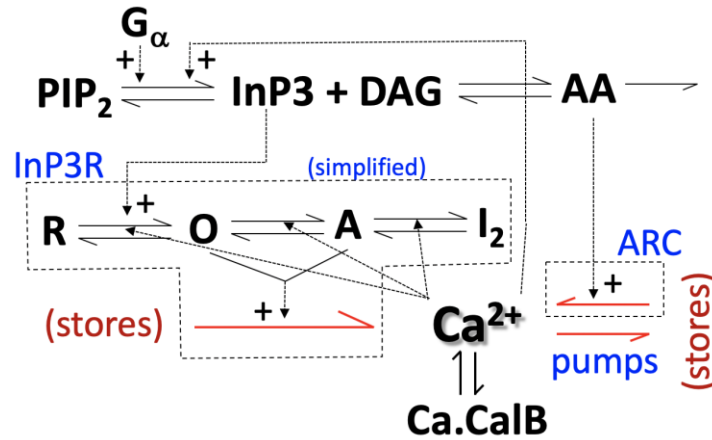 Gα
+ +
PIP2 InP3 + DAG AA
InP3R (simplified)
+
R O A I2
ARC
+ +
(stores) Ca2+ (stores)
pumps
Ca.CalB